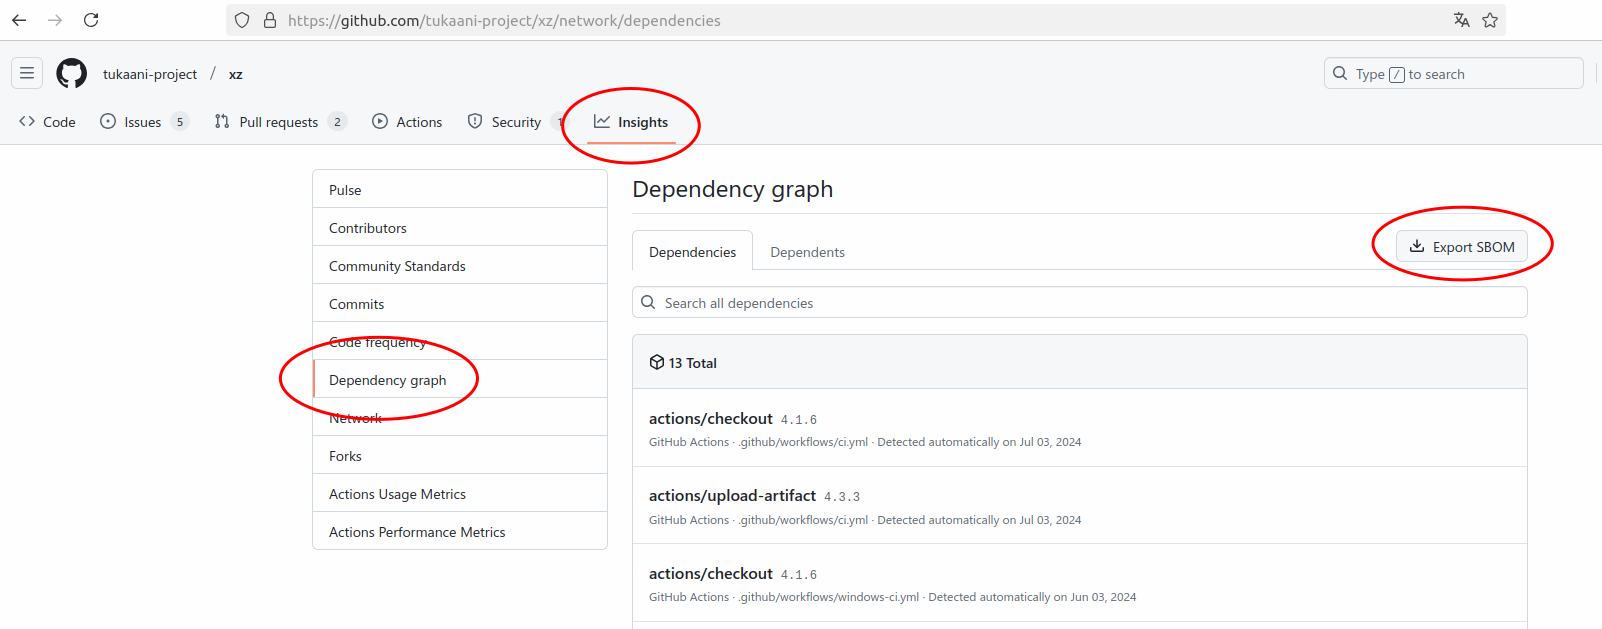 https://github.com/tukaani-project/xz/network/dependencies
tukaani-project / xz
Type / to search
Code
Issues 5
Pull requests 2
Actions
Security 1
Insights
Pulse
Contributors
Community Standards
Commits
Code frequency
Dependency graph
Network
Forks
Actions Usage Metrics
Actions Performance Metrics
Dependency graph
Dependencies
Dependents
Export SBOM
Search all dependencies
13 Total
actions/checkout 4.1.6
GitHub Actions · .github/workflows/ci.yml · Detected automatically on Jul 03, 2024
actions/upload-artifact 4.3.3
GitHub Actions · .github/workflows/ci.yml · Detected automatically on Jul 03, 2024
actions/checkout 4.1.6
GitHub Actions · .github/workflows/windows-ci.yml · Detected automatically on Jun 03, 2024